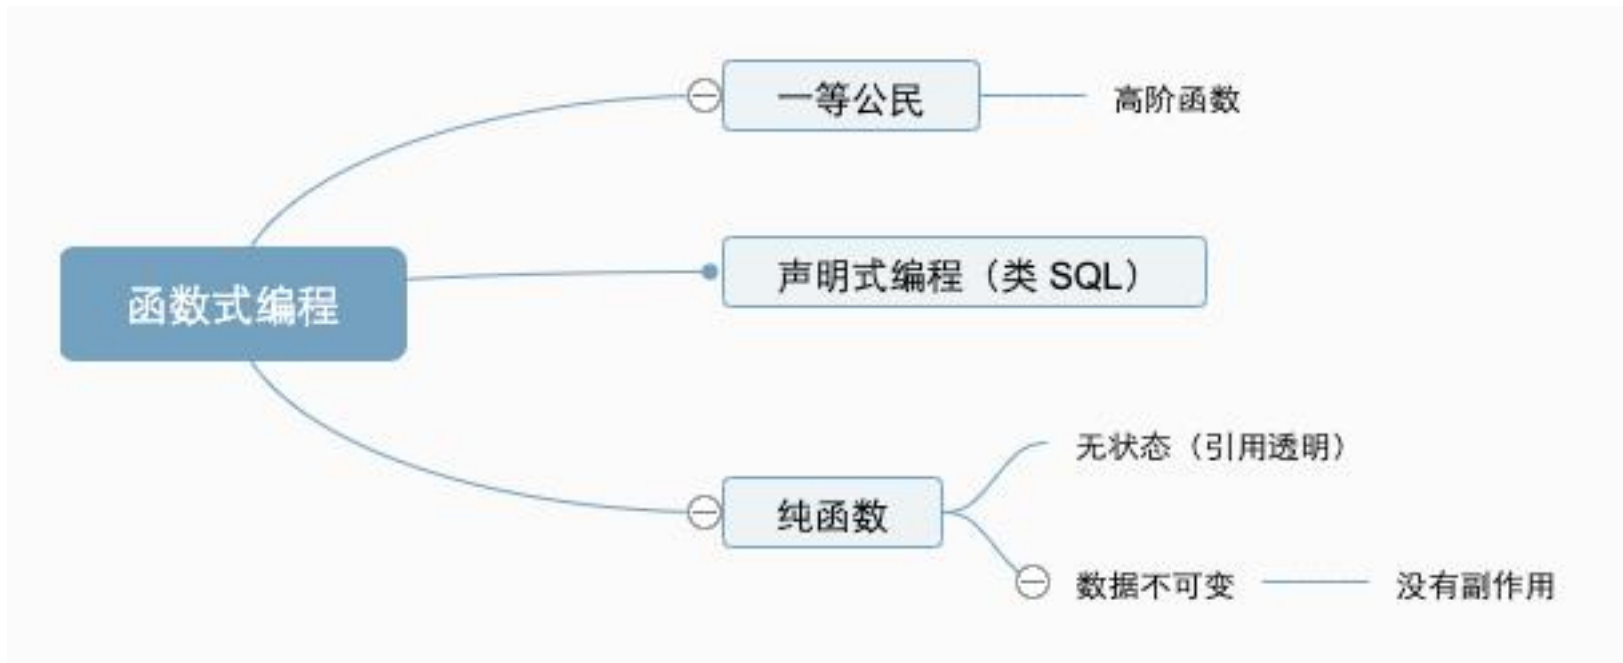 一等公民
高阶函数
声明式编程（类 SQL）
函数式编程
无状态（引用透明）
纯函数
数据不可变
没有副作用